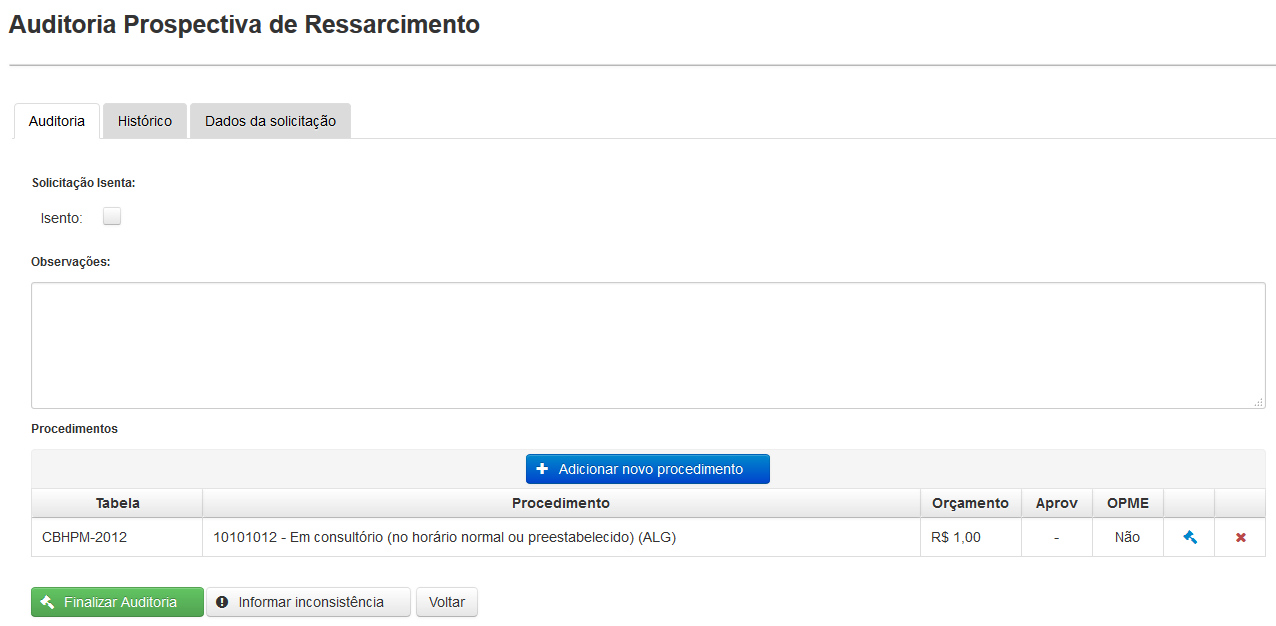 Auditoria Prospectiva de Ressarcimento
Auditoria Histórico Dados da solicitação
Solicitação Isenta:
Isento:
Observações:
Procedimentos
Adicionar novo procedimento
Tabela Procedimento Orçamento Aprov OPME
CBHPM-2012 10101012 - Em consultório (no horário normal ou preestabelecido) (ALG) R$ 1,00 - Não
Finalizar Auditoria Informar inconsistência Voltar